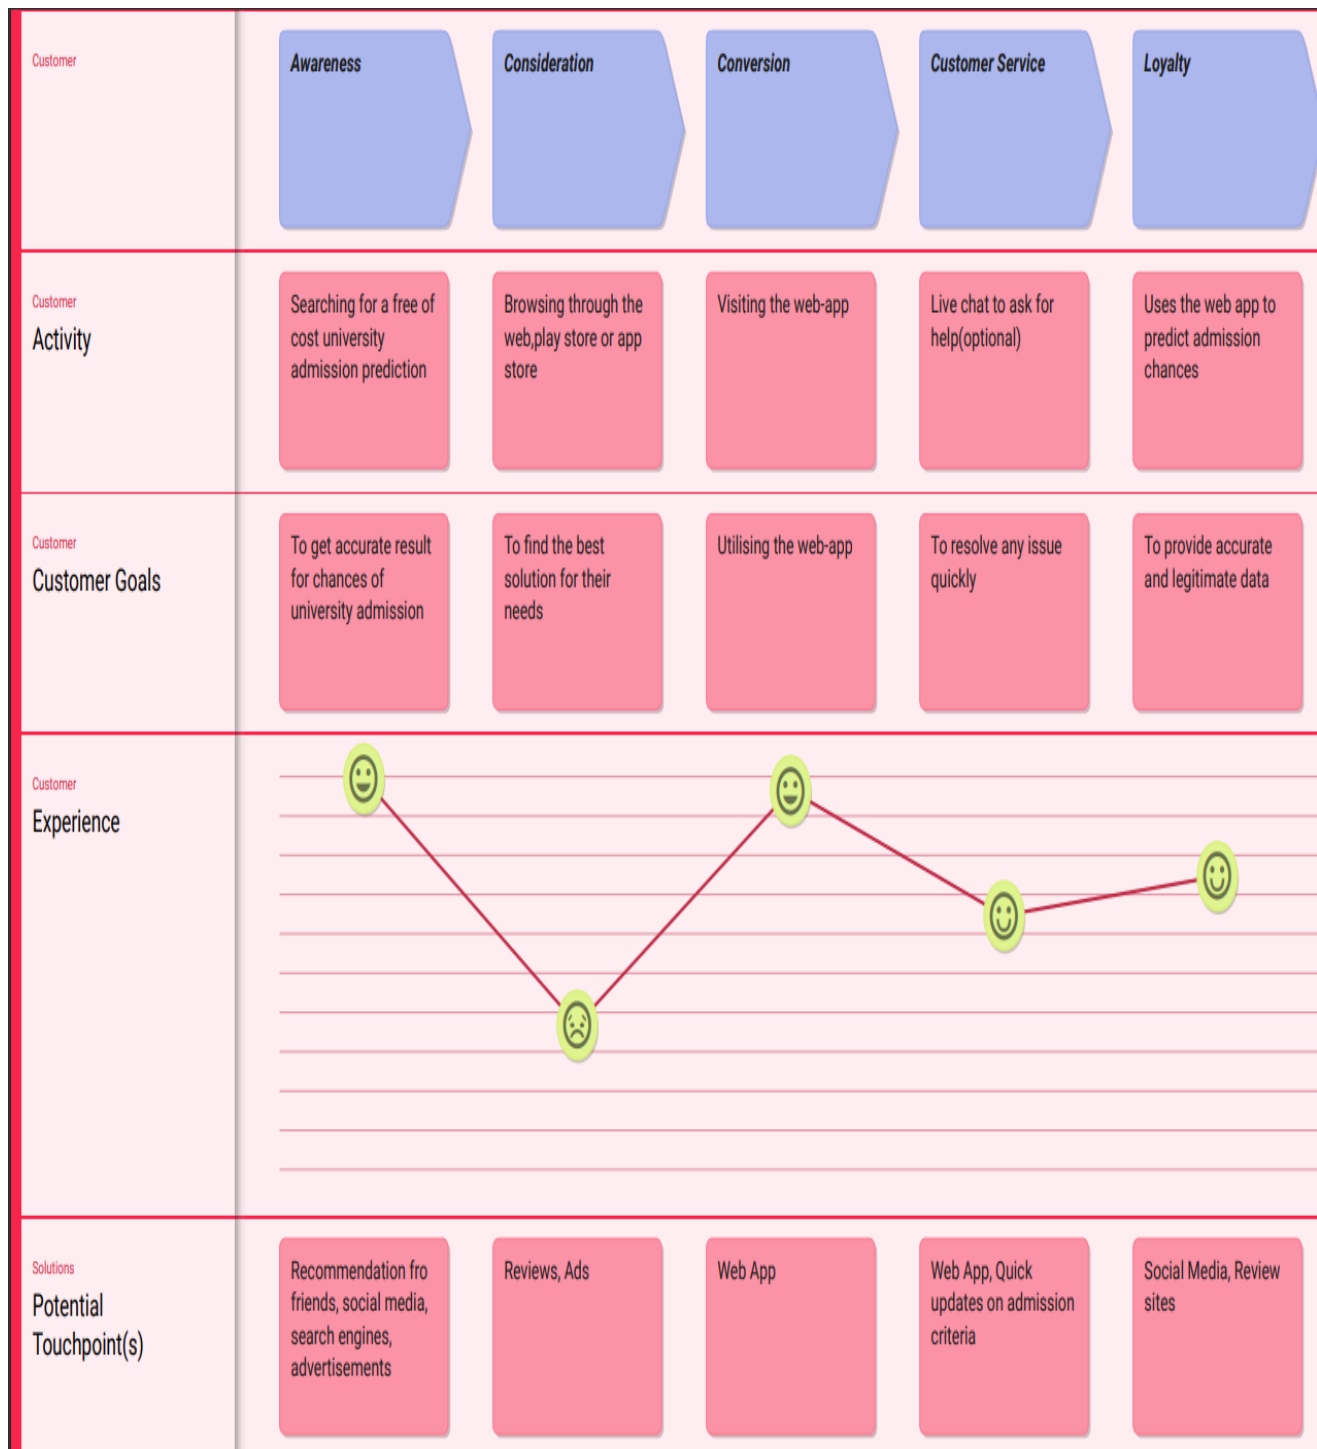 Customer
Awareness
Consideration
Conversion
Customer Service
Loyalty
Customer
Activity
Searching for a free of
cost university
admission prediction
Browsing through the
web,play store or app
store
Visiting the web-app
Live chat to ask for
help(optional)
Uses the web app to
predict admission
chances
Customer
Customer Goals
To get accurate result
for chances of
university admission
To find the best
solution for their
needs
Utilising the web-app
To resolve any issue
quickly
To provide accurate
and legitimate data
Customer
Experience
Solutions
Potential
Touchpoint(s)
Recommendation fro
friends, social media,
search engines,
advertisements
Reviews, Ads
Web App
Web App, Quick
updates on admission
criteria
Social Media, Review
sites